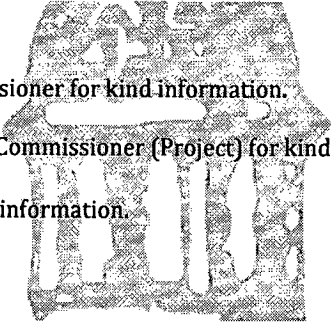 sioner for kind information.
Commissioner (Project) for kind
information.